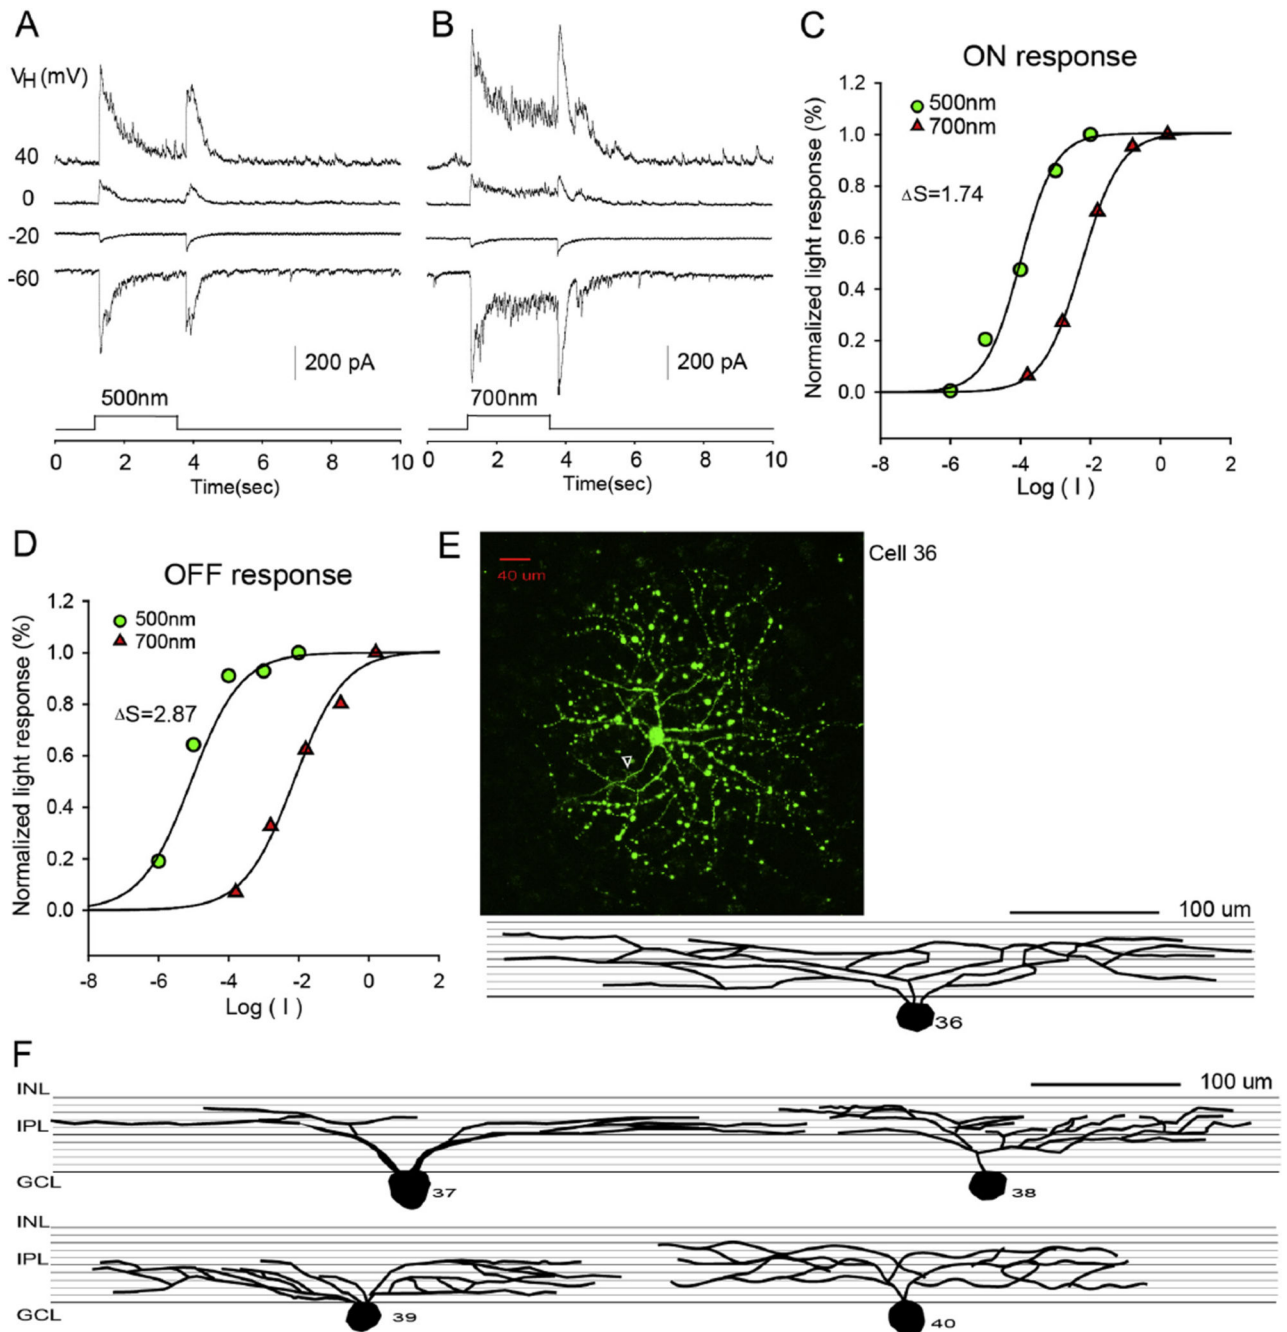 A
V_H (mV)
40
0
-20
-60
200 pA
500nm
0 2 4 6 8 10
Time(sec)
B
200 pA
700nm
0 2 4 6 8 10
Time(sec)
C
ON response
Normalized light response (%)
1.2
1.0
0.8
0.6
0.4
0.2
0.0
500nm
700nm
ΔS=1.74
-8 -6 -4 -2 0 2
Log ( I )
D
OFF response
Normalized light response (%)
1.2
1.0
0.8
0.6
0.4
0.2
0.0
500nm
700nm
ΔS=2.87
-8 -6 -4 -2 0 2
Log ( I )
E
40 um
Cell 36
100 um
36
F
100 um
INL
IPL
GCL
37
38
INL
IPL
GCL
39
40